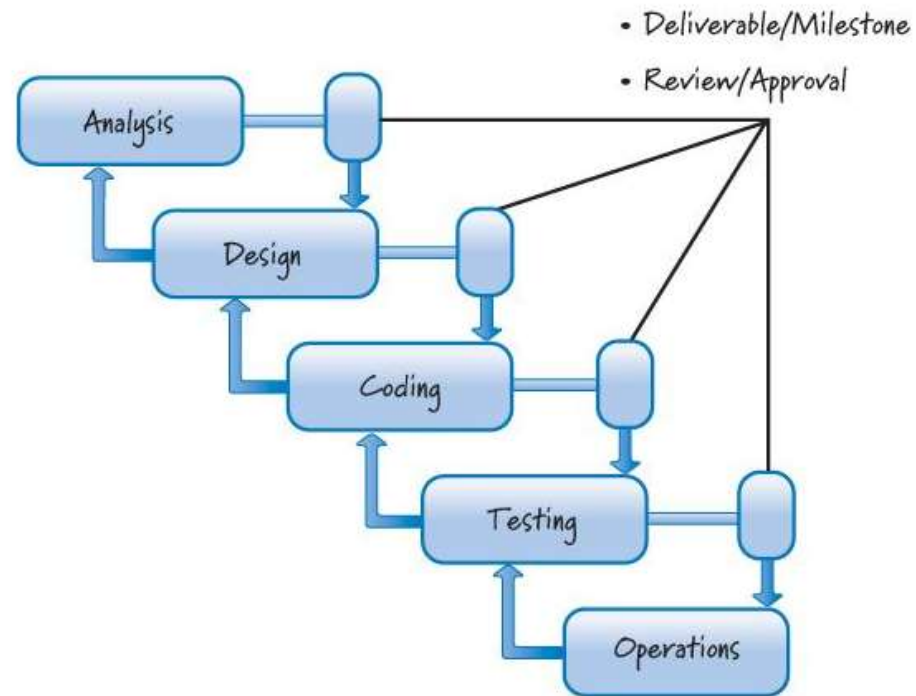 • Deliverable/Milestone
• Review/Approval
Analysis
Design
Coding
Testing
Operations